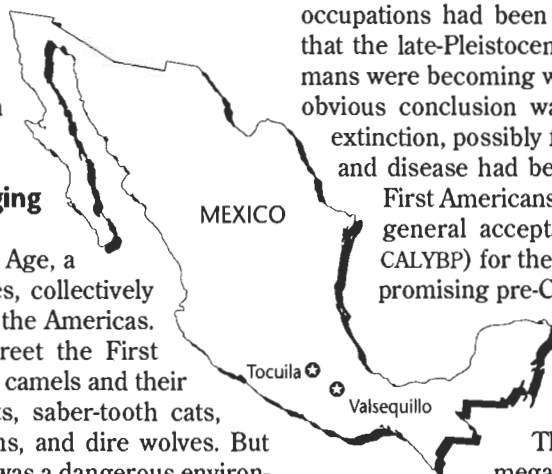 occupations had been
that the late-Pleistocen
mans were becoming w
obvious conclusion wa
extinction, possibly
and disease had be
First Americans
general accept
CALYBP) for the
promising pre-C
ging
Age, a
es, collectively
the Americas.
reet the First
camels and their
ts, saber-tooth cats,
ns, and dire wolves. But
was a dangerous environ-
MEXICO
Tocuila
Valsequillo
Th
mega